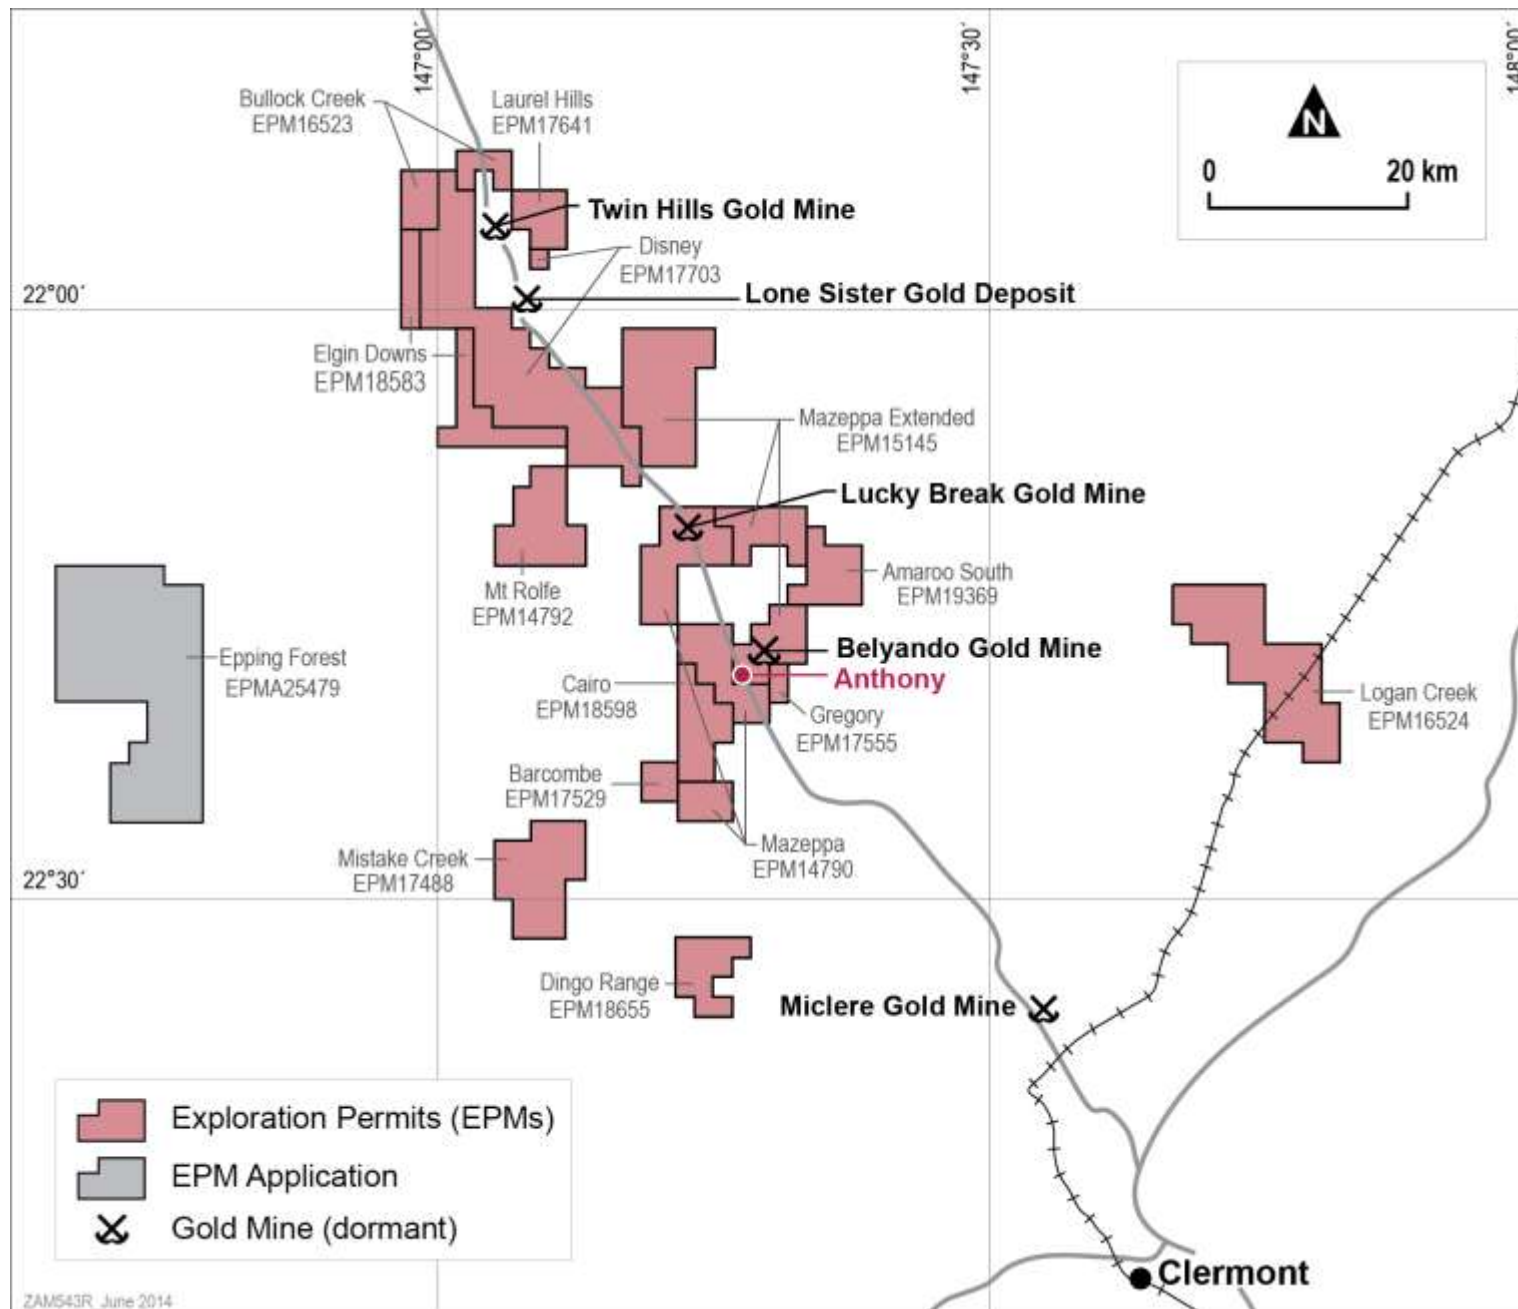 147°00´
147°30´
148°00´
Bullock Creek
EPM16523
Laurel Hills
EPM17641
N
0
20 km
Twin Hills Gold Mine
Disney
EPM17703
22°00´
Lone Sister Gold Deposit
Elgin Downs
EPM18583
Mazeppa Extended
EPM15145
Lucky Break Gold Mine
Mt Rolfe
EPM14792
Amaroo South
EPM19369
Epping Forest
EPMA25479
Belyando Gold Mine
Anthony
Cairo
EPM18598
Gregory
EPM17555
Logan Creek
EPM16524
Barcombe
EPM17529
Mazeppa
EPM14790
Mistake Creek
EPM17488
22°30´
Dingo Range
EPM18655
Miclere Gold Mine
Exploration Permits (EPMs)
EPM Application
Gold Mine (dormant)
Clermont
ZAM543R June 2014